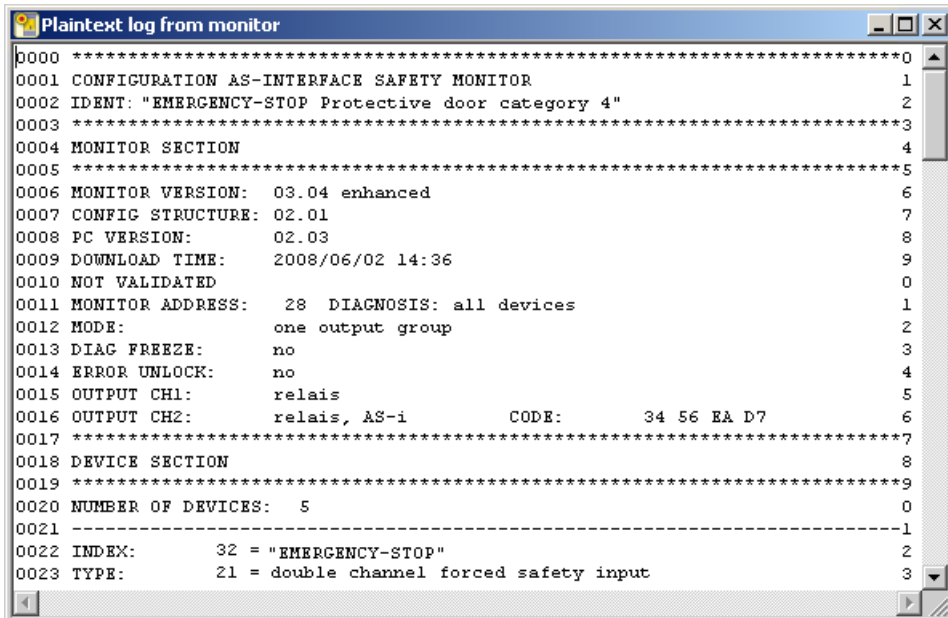 Plaintext log from monitor
0000 **************************************************************************0
0001 CONFIGURATION AS-INTERFACE SAFETY MONITOR 1
0002 IDENT: "EMERGENCY-STOP Protective door category 4" 2
0003 **************************************************************************3
0004 MONITOR SECTION 4
0005 **************************************************************************5
0006 MONITOR VERSION: 03.04 enhanced 6
0007 CONFIG STRUCTURE: 02.01 7
0008 PC VERSION: 02.03 8
0009 DOWNLOAD TIME: 2008/06/02 14:36 9
0010 NOT VALIDATED 0
0011 MONITOR ADDRESS: 28 DIAGNOSIS: all devices 1
0012 MODE: one output group 2
0013 DIAG FREEZE: no 3
0014 ERROR UNLOCK: no 4
0015 OUTPUT CH1: relais 5
0016 OUTPUT CH2: relais, AS-i CODE: 34 56 EA D7 6
0017 **************************************************************************7
0018 DEVICE SECTION 8
0019 **************************************************************************9
0020 NUMBER OF DEVICES: 5 0
0021 --------------------------------------------------------------------------1
0022 INDEX: 32 = "EMERGENCY-STOP" 2
0023 TYPE: 21 = double channel forced safety input 3